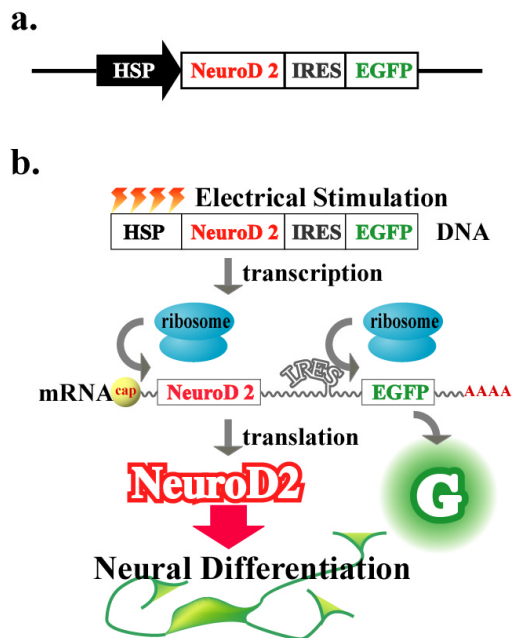 a.
HSP NeuroD 2 IRES EGFP
b.
Electrical Stimulation
HSP NeuroD 2 IRES EGFP DNA
transcription
ribosome ribosome
IRES
mRNA cap NeuroD 2 EGFP AAAA
translation
NeuroD2
G
Neural Differentiation